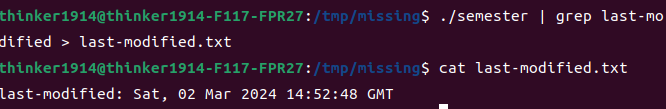 thinker1914@thinker1914-F117-FPR27:/tmp/missing$ ./semester | grep last-mo
dified > last-modified.txt
thinker1914@thinker1914-F117-FPR27:/tmp/missing$ cat last-modified.txt
last-modified: Sat, 02 Mar 2024 14:52:48 GMT